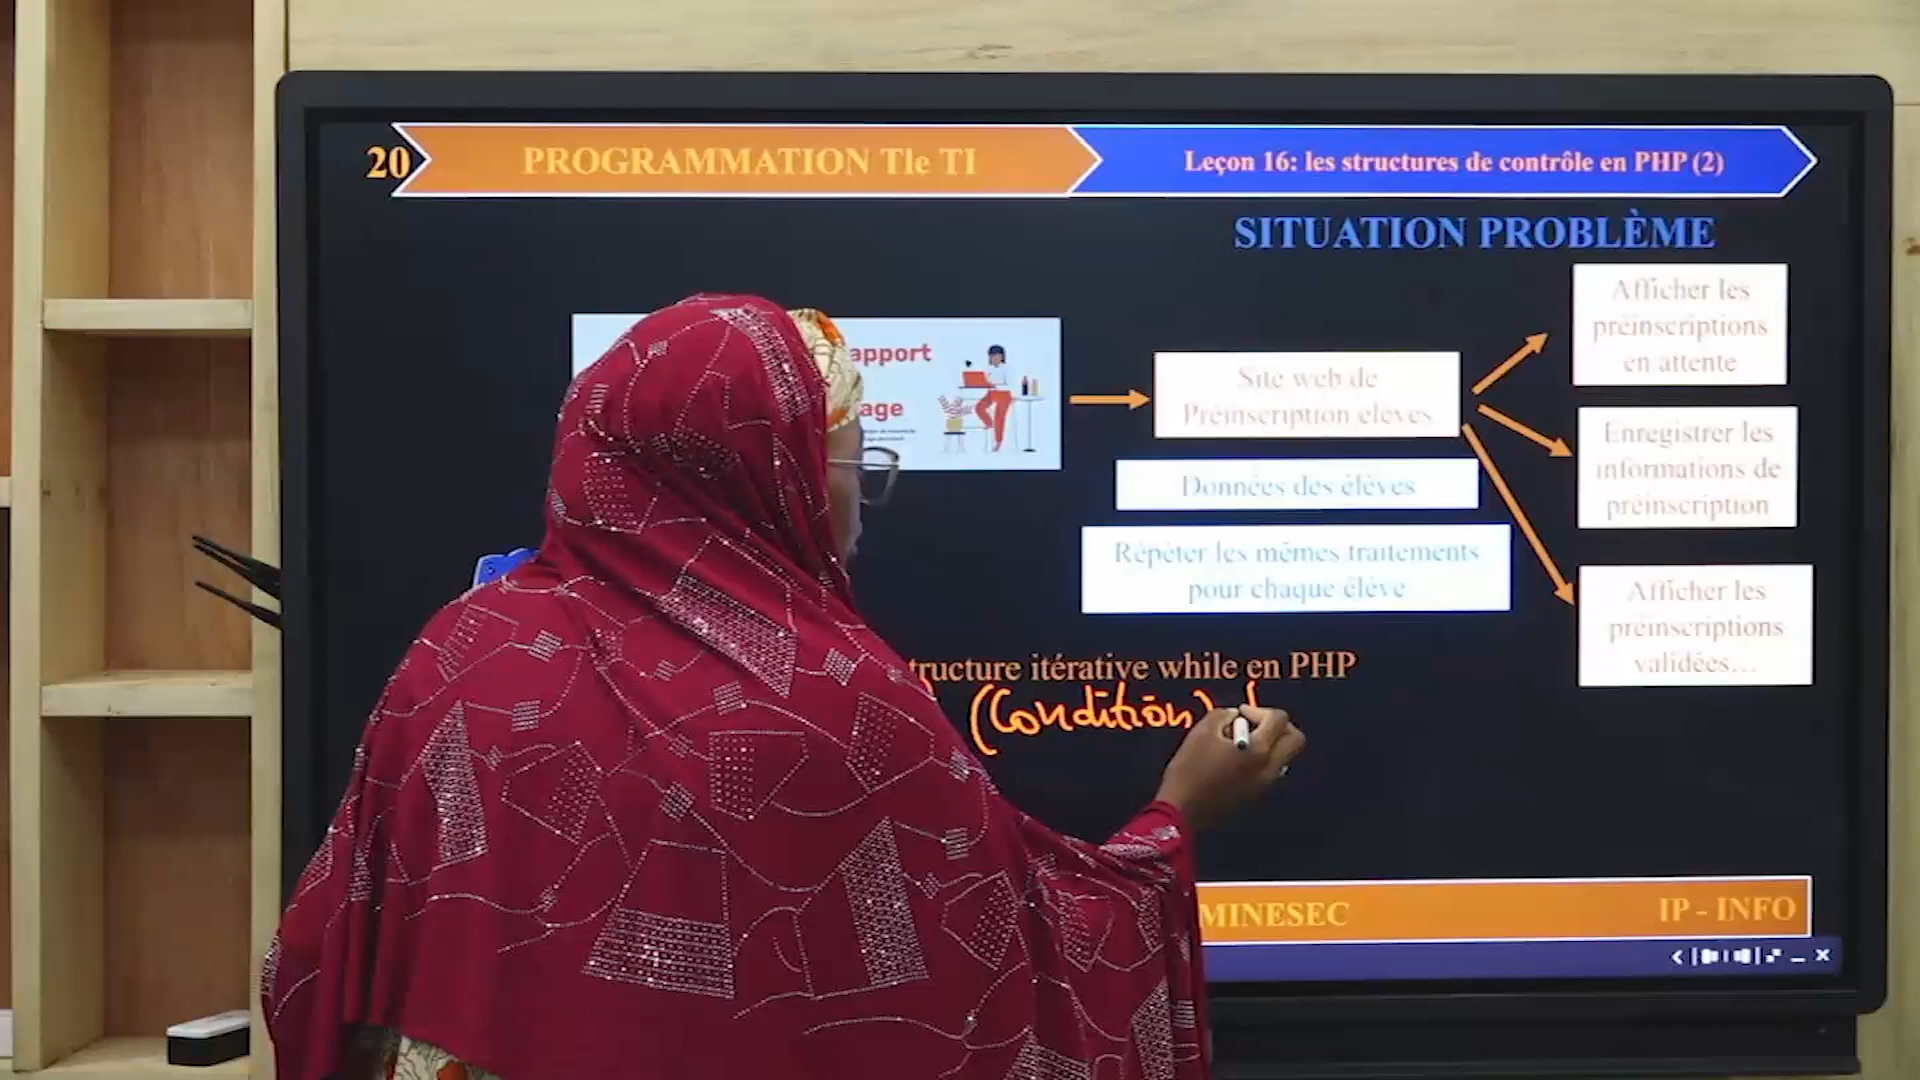 20
PROGRAMMATION Tle TI
Leçon 16: les structures de contrôle en PHP (2)
SITUATION PROBLÈME
apport
age
Site web de
Préinscription élèves
Données des élèves
Répéter les mêmes traitements
pour chaque élève
Afficher les
préinscriptions
en attente
Enregistrer les
informations de
préinscription
Afficher les
préinscriptions
validées…
tructure itérative while en PHP
(Condition) {
MINESEC
IP - INFO